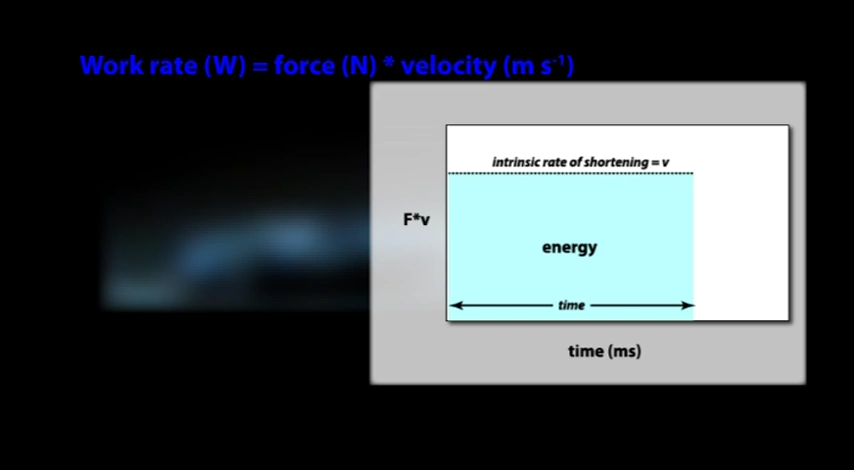 Work rate (W) = force (N) * velocity (m s⁻¹)
intrinsic rate of shortening = v
F*v
energy
time
time (ms)